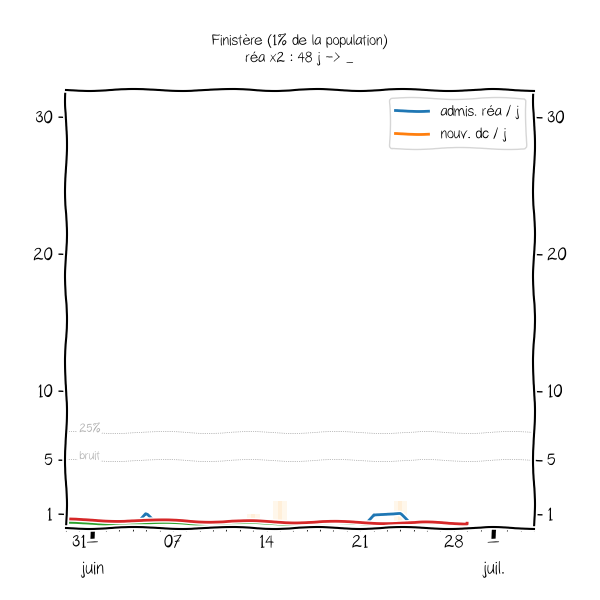 Finistère (1% de la population)
réa x2 : 48 j -> _
admis. réa / j
nouv. dc / j
30
30
20
20
10
10
25%
5
bruit
5
1
1
31
07
14
21
28
juin
juil.